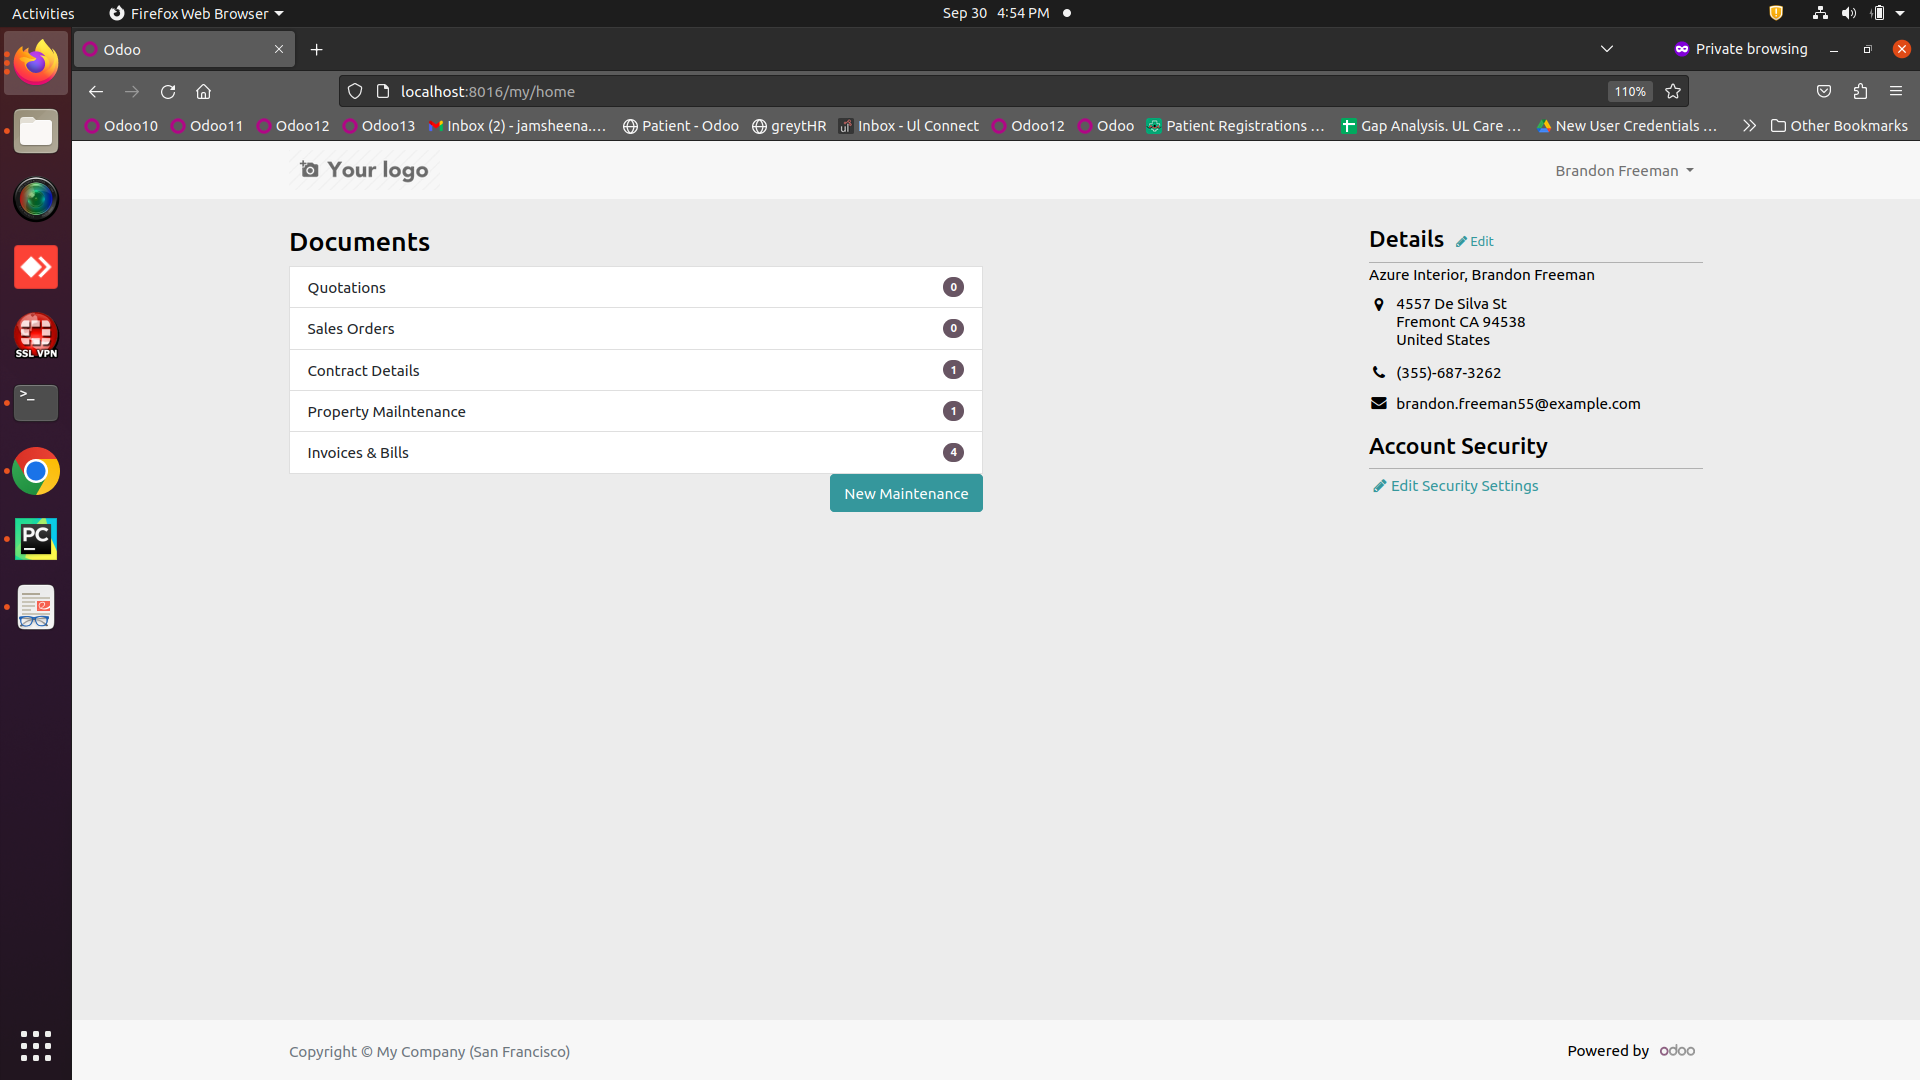 Activities
Firefox Web Browser
Sep 30 4:54 PM
Odoo
Private browsing
localhost:8016/my/home
110%
Odoo10
Odoo11
Odoo12
Odoo13
Inbox (2) - jamsheena.…
Patient - Odoo
greytHR
Inbox - Ul Connect
Odoo12
Odoo
Patient Registrations …
Gap Analysis. UL Care …
New User Credentials …
Other Bookmarks
Your logo
Brandon Freeman
Documents
Quotations 0
Sales Orders 0
Contract Details 1
Property Mailntenance 1
Invoices & Bills 4
New Maintenance
Details Edit
Azure Interior, Brandon Freeman
4557 De Silva St
Fremont CA 94538
United States
(355)-687-3262
brandon.freeman55@example.com
Account Security
Edit Security Settings
SSL VPN
>_
PC
Copyright © My Company (San Francisco)
Powered by odoo